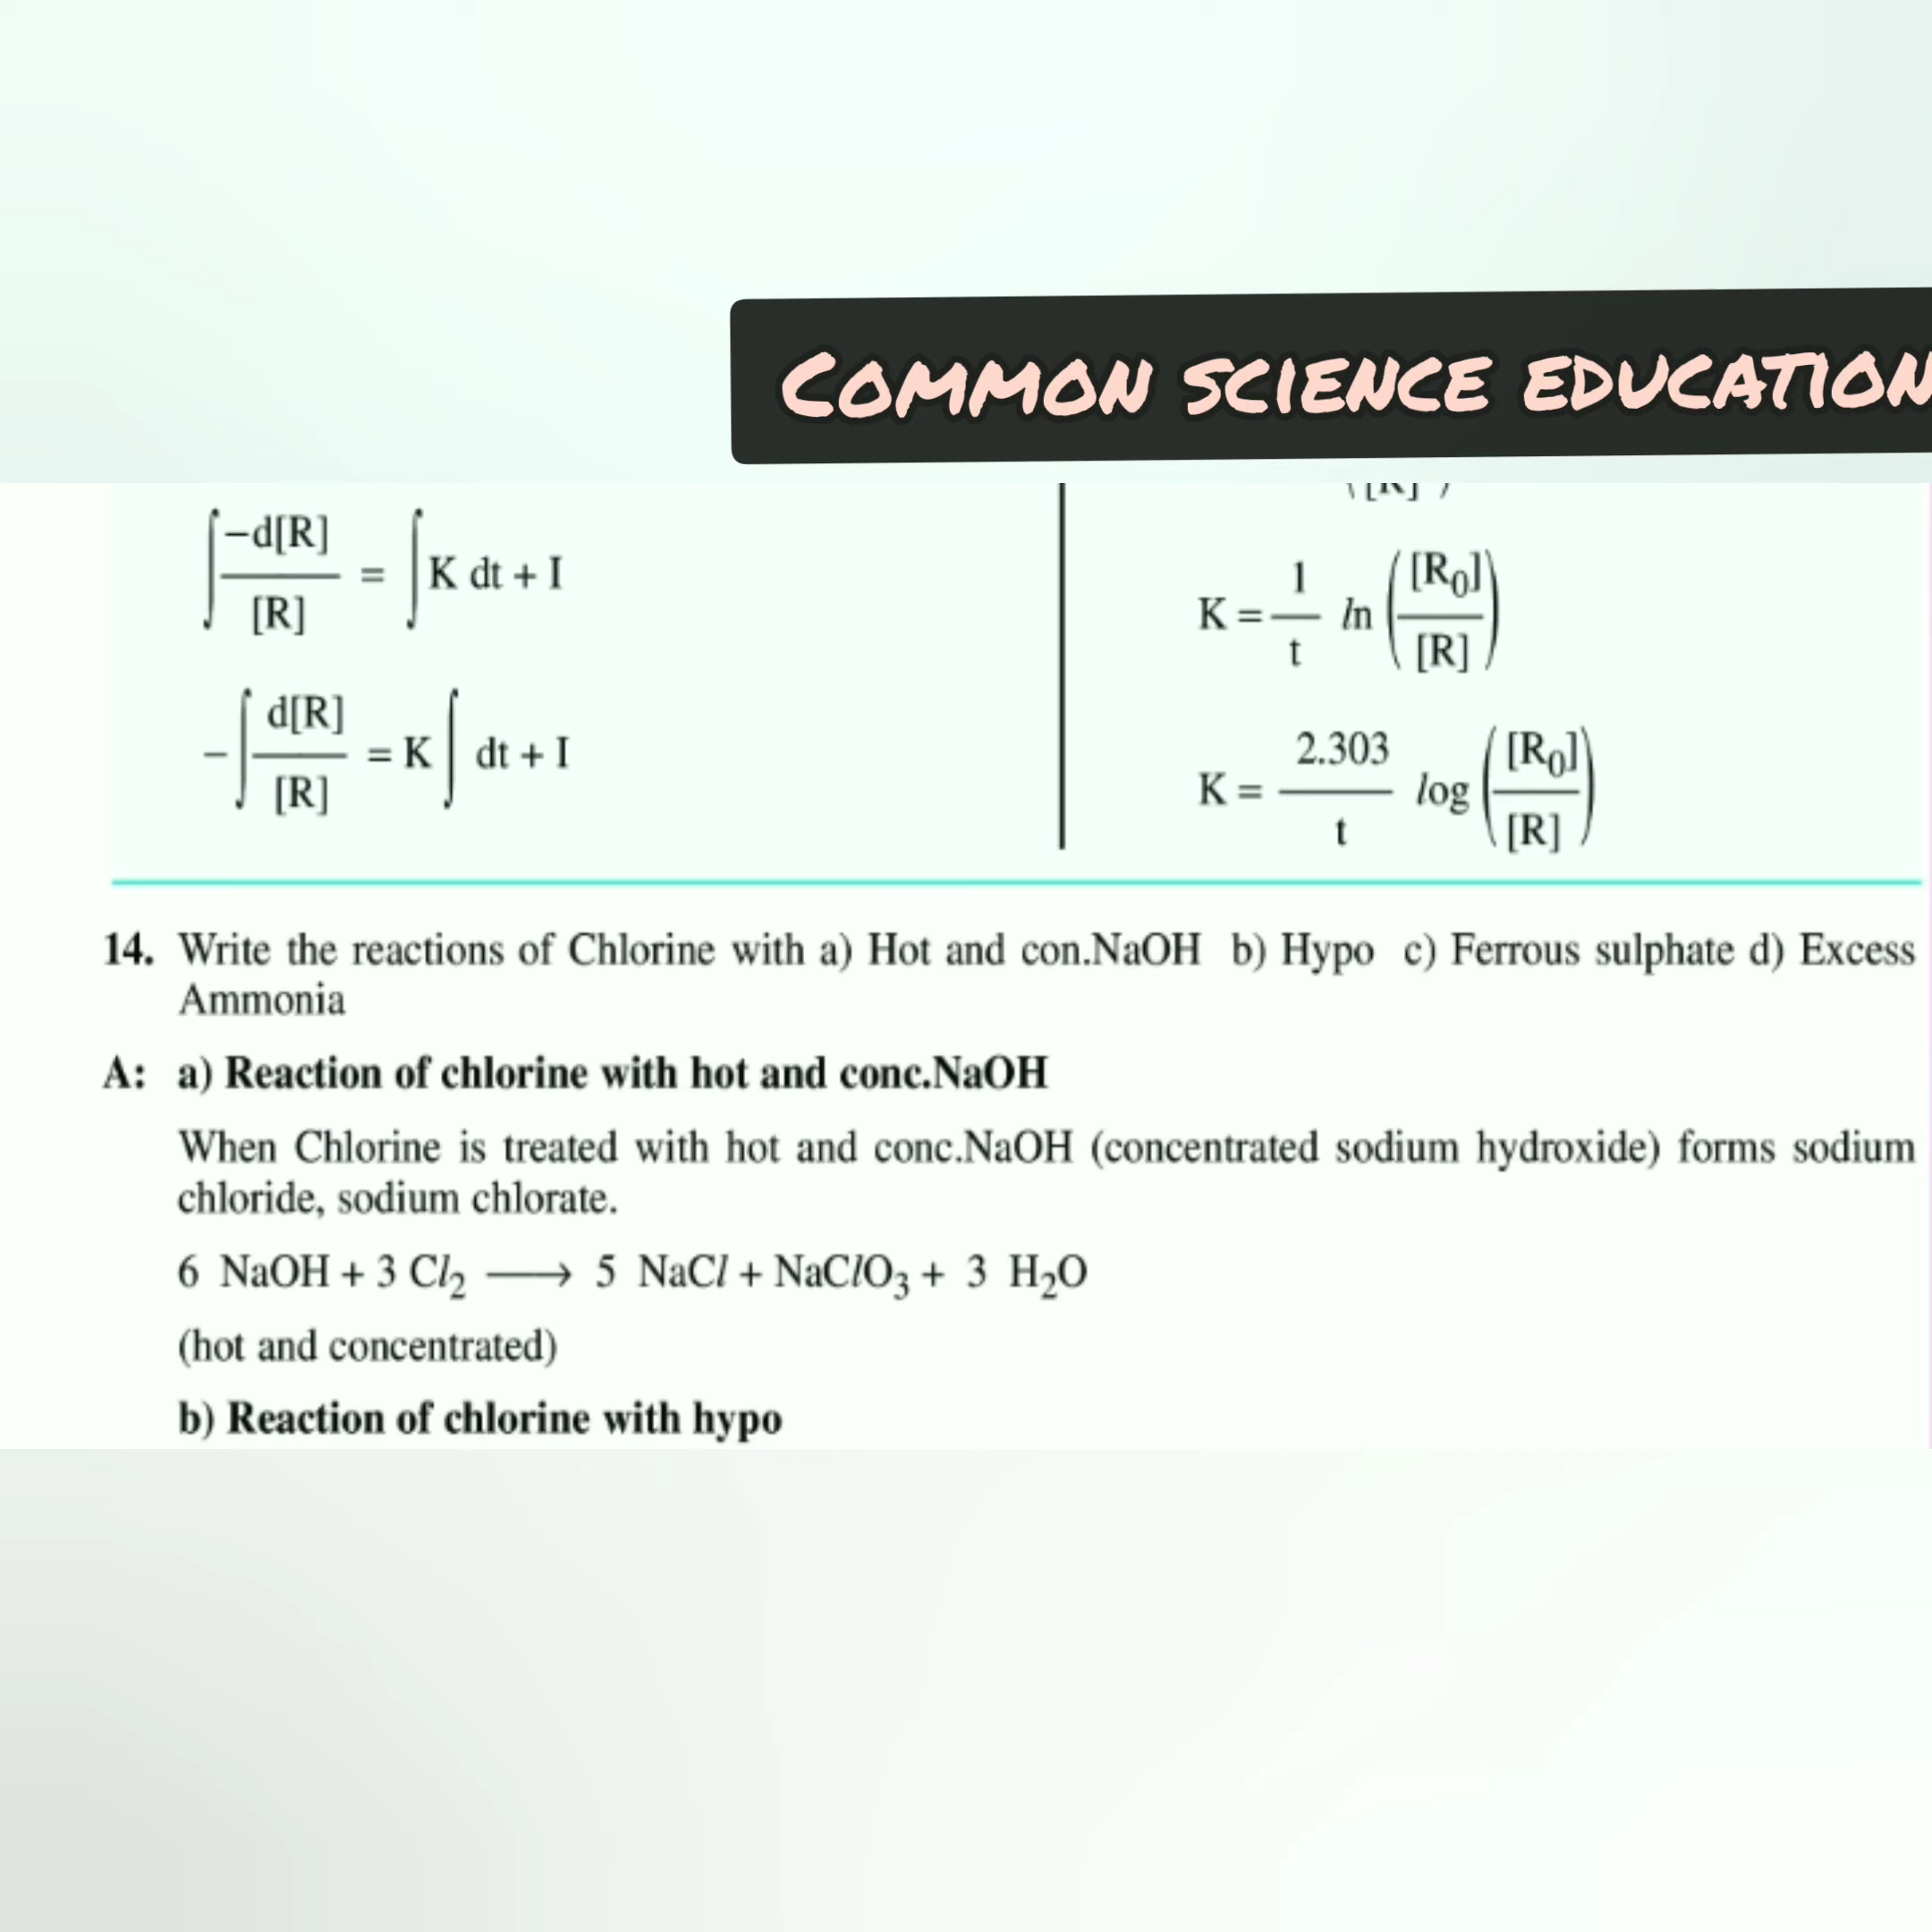 COMMON SCIENCE EDUCATION
∫ −d[R]/[R] = ∫ K dt + I
− ∫ d[R]/[R] = K ∫ dt + I
K = 1/t ln ([R₀]/[R])
K = 2.303/t log ([R₀]/[R])
14. Write the reactions of Chlorine with a) Hot and con.NaOH b) Hypo c) Ferrous sulphate d) Excess
Ammonia
A: a) Reaction of chlorine with hot and conc.NaOH
When Chlorine is treated with hot and conc.NaOH (concentrated sodium hydroxide) forms sodium
chloride, sodium chlorate.
6 NaOH + 3 Cl₂ ⟶ 5 NaCl + NaClO₃ + 3 H₂O
(hot and concentrated)
b) Reaction of chlorine with hypo